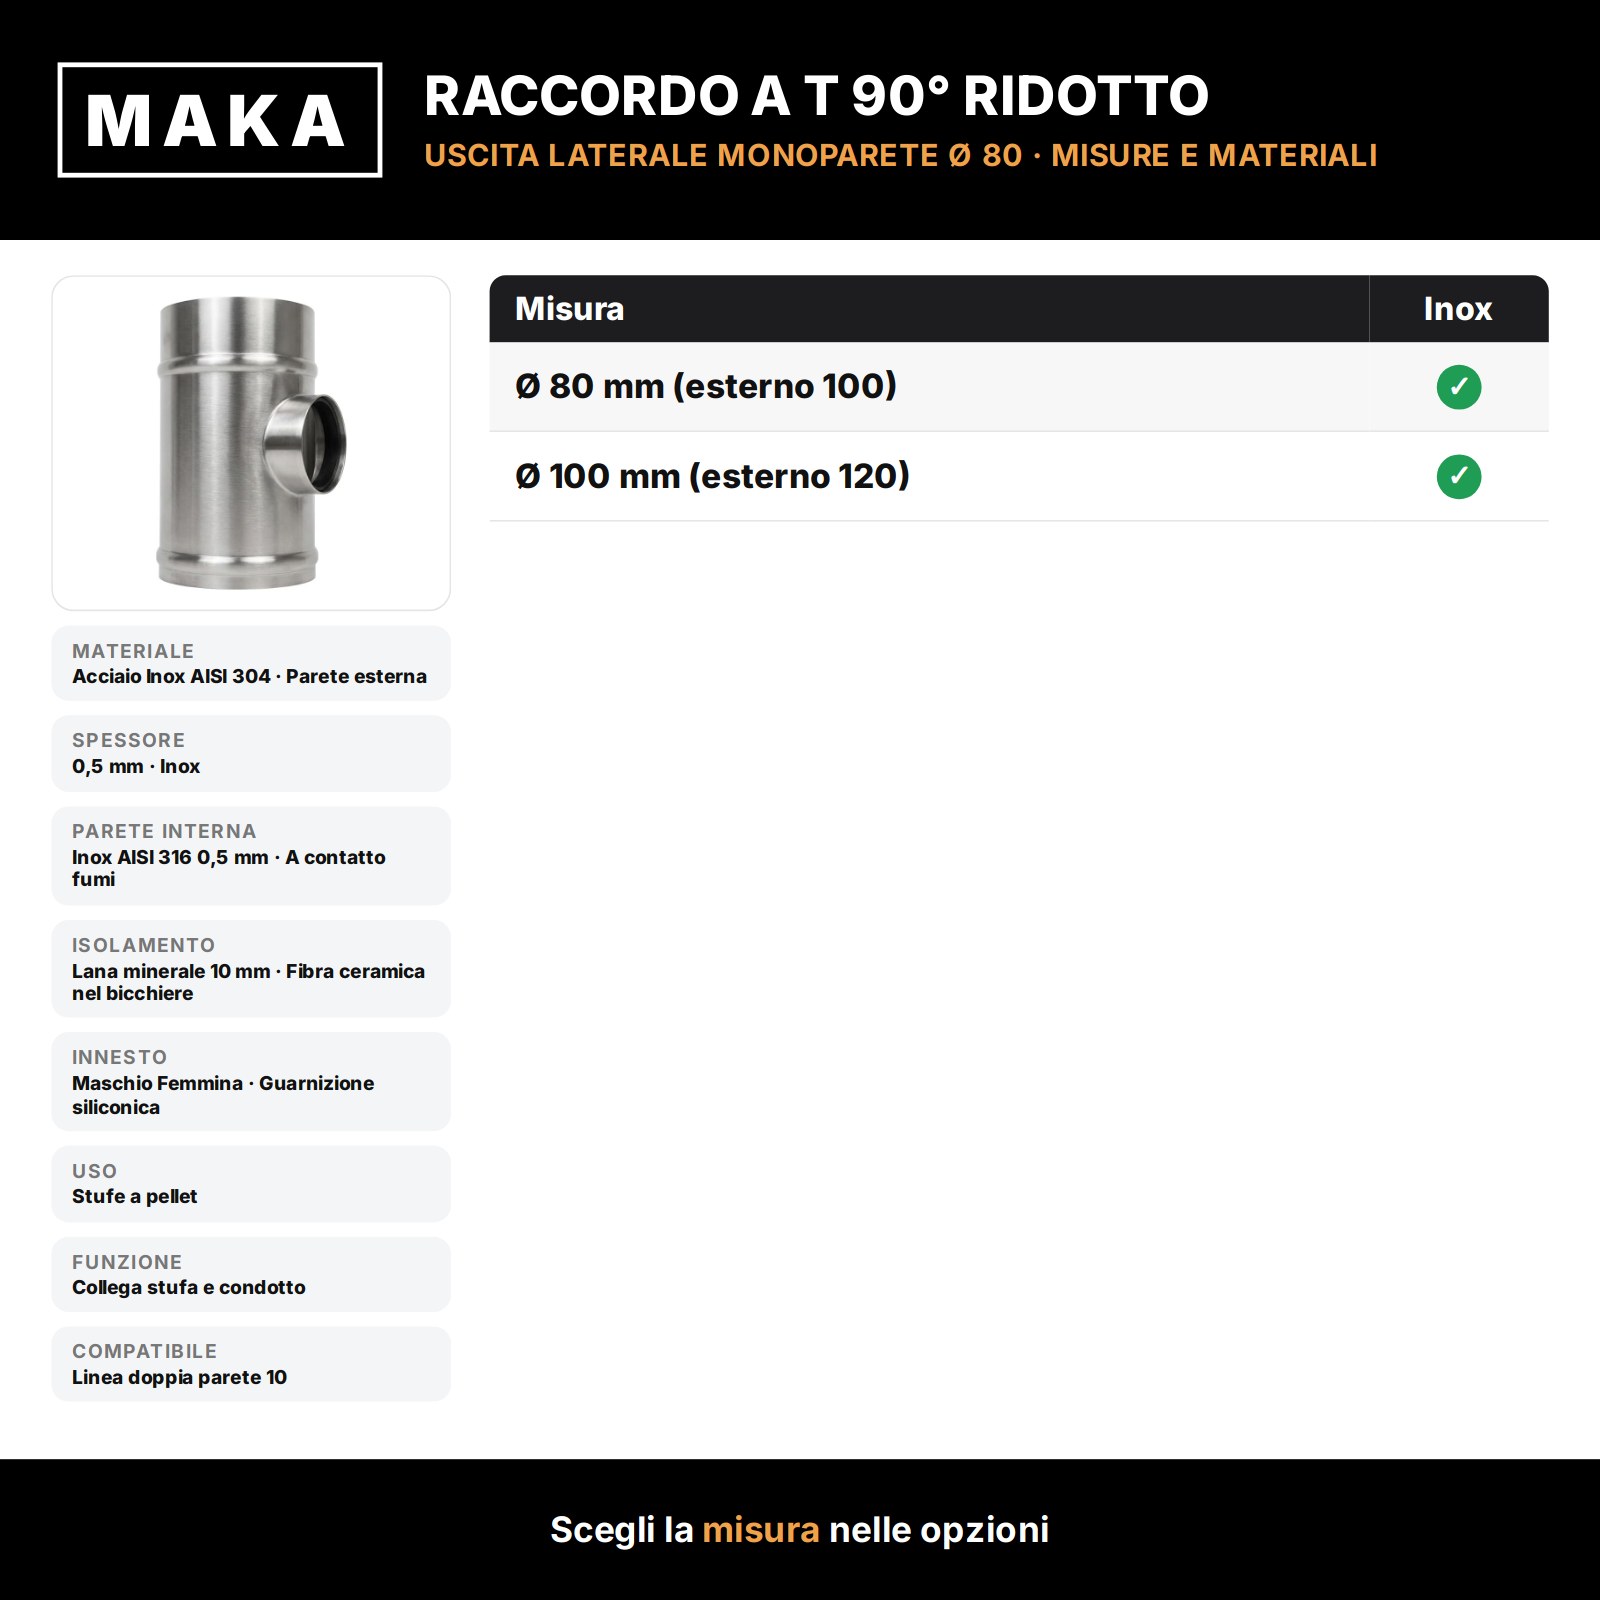 MAKA
RACCORDO A T 90° RIDOTTO
USCITA LATERALE MONOPARETE Ø 80 · MISURE E MATERIALI
Misura Inox
Ø 80 mm (esterno 100) ✓
Ø 100 mm (esterno 120) ✓
MATERIALE
Acciaio Inox AISI 304 · Parete esterna
SPESSORE
0,5 mm · Inox
PARETE INTERNA
Inox AISI 316 0,5 mm · A contatto
fumi
ISOLAMENTO
Lana minerale 10 mm · Fibra ceramica
nel bicchiere
INNESTO
Maschio Femmina · Guarnizione
siliconica
USO
Stufe a pellet
FUNZIONE
Collega stufa e condotto
COMPATIBILE
Linea doppia parete 10
Scegli la misura nelle opzioni